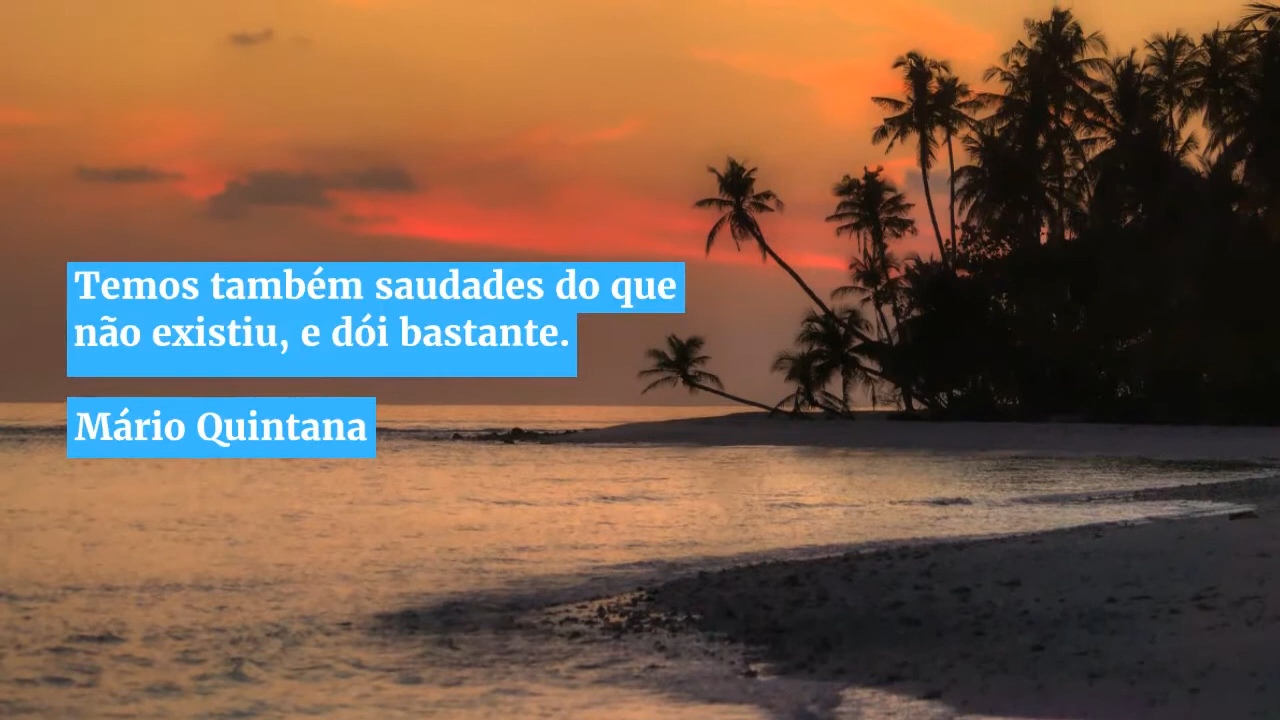 Temos também saudades do que
não existiu, e dói bastante.
Mário Quintana